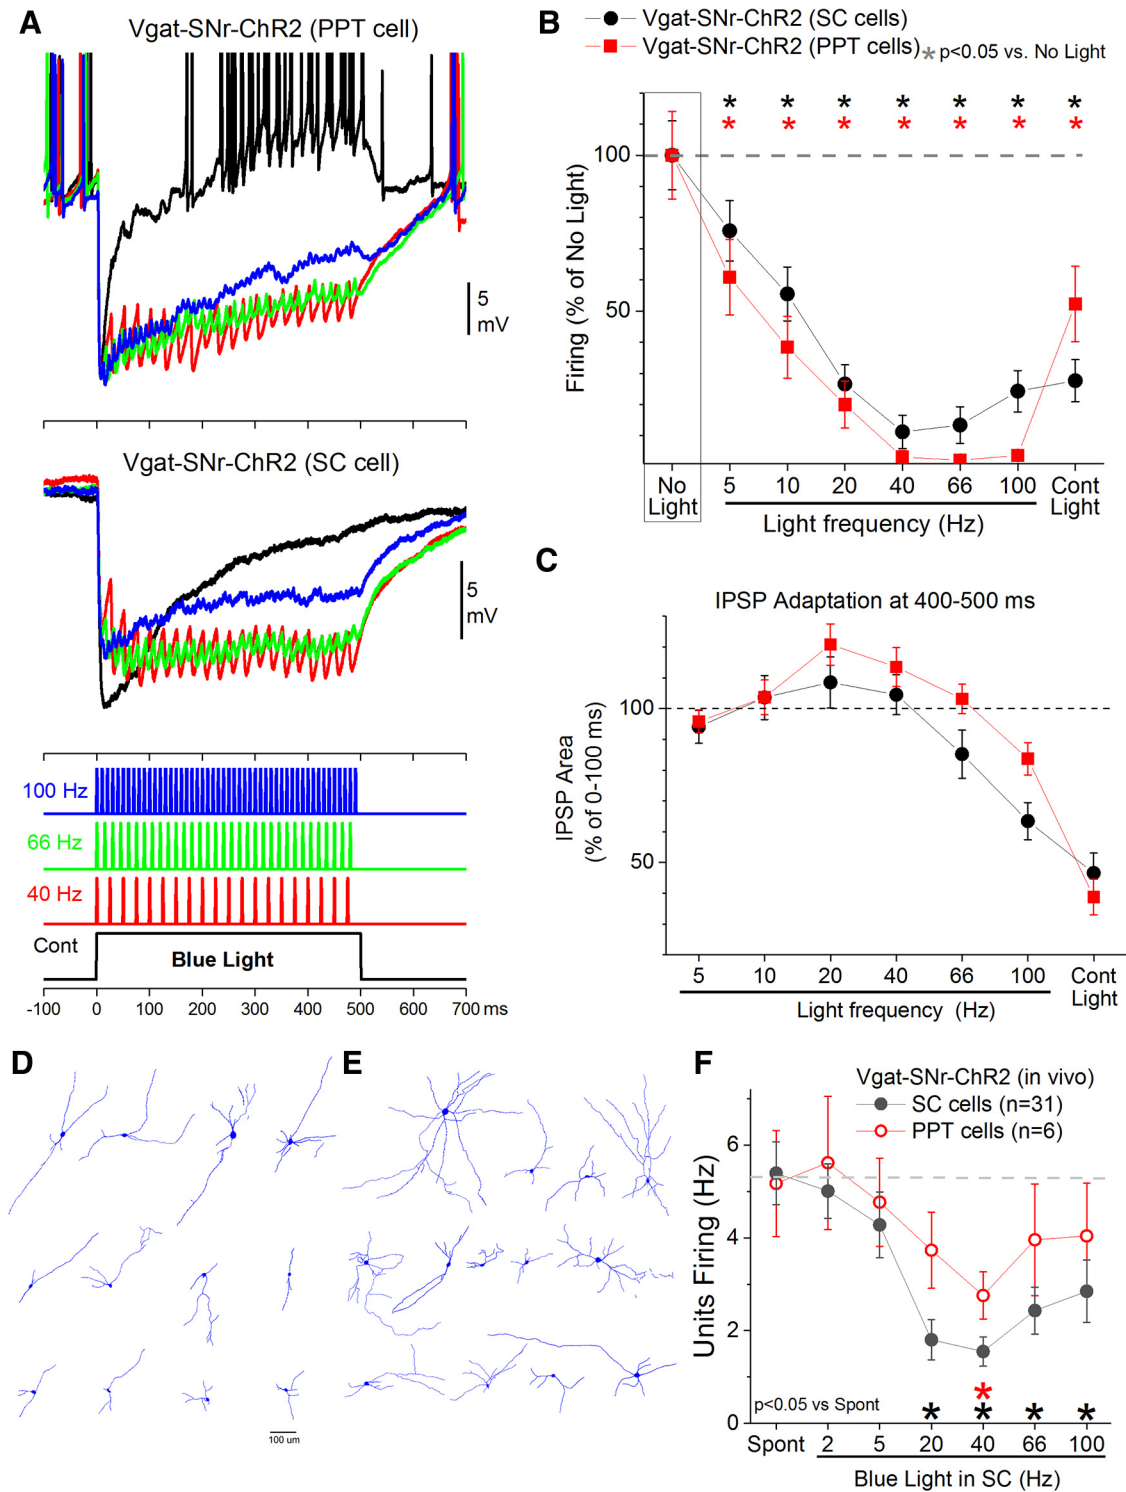 A
Vgat-SNr-ChR2 (PPT cell)
5
mV
Vgat-SNr-ChR2 (SC cell)
5
mV
100 Hz
66 Hz
40 Hz
Cont
Blue Light
-100 0 100 200 300 400 500 600 700 ms
B
Vgat-SNr-ChR2 (SC cells)
Vgat-SNr-ChR2 (PPT cells)
* p<0.05 vs. No Light
* * * * * * *
* * * * * * *
100
50
Firing (% of No Light)
No Light
5 10 20 40 66 100
Cont Light
Light frequency (Hz)
C
IPSP Adaptation at 400-500 ms
100
50
IPSP Area
(% of 0-100 ms)
5 10 20 40 66 100
Cont Light
Light frequency (Hz)
D
100 um
E
F
Vgat-SNr-ChR2 (in vivo)
SC cells (n=31)
PPT cells (n=6)
6
4
2
0
Units Firing (Hz)
p<0.05 vs Spont
*
* * * *
Spont 2 5 20 40 66 100
Blue Light in SC (Hz)